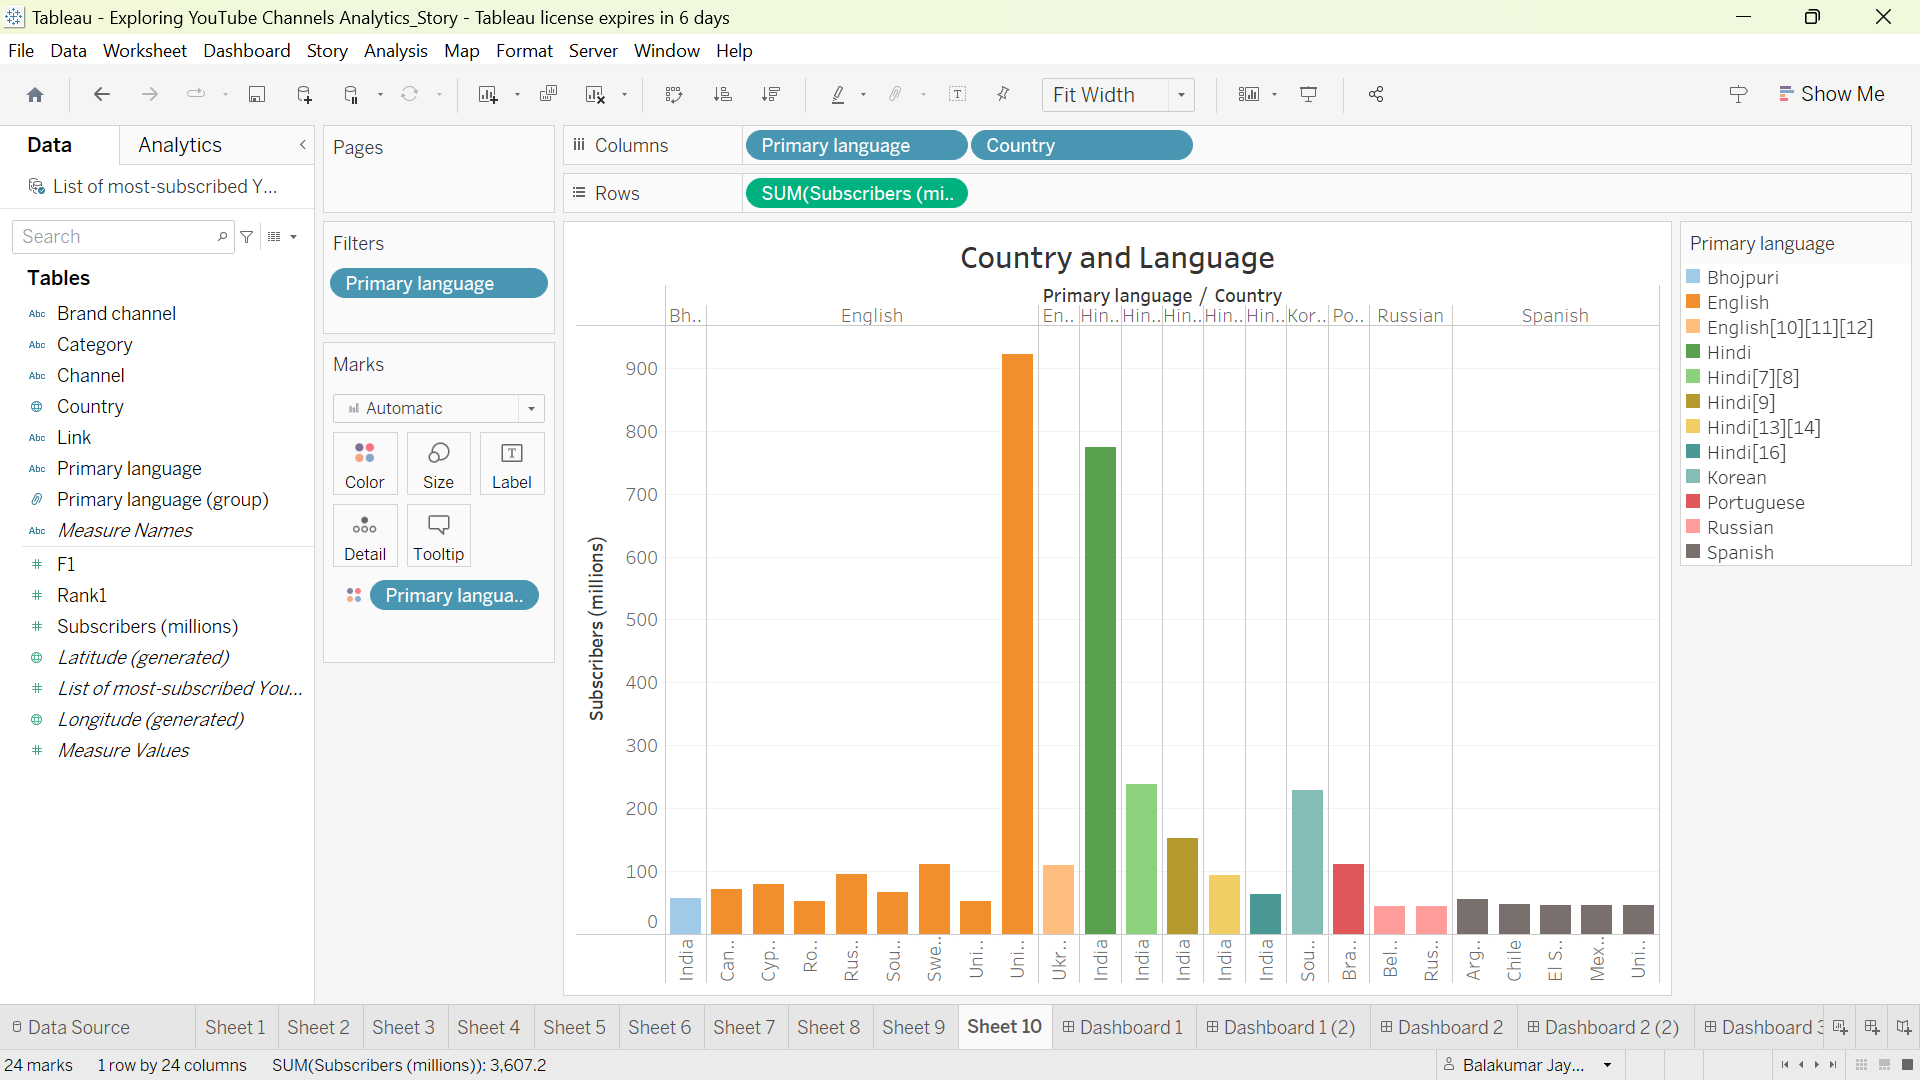 Tableau - Exploring YouTube Channels Analytics_Story - Tableau license expires in 6 days
File Data Worksheet Dashboard Story Analysis Map Format Server Window Help
Fit Width
Show Me
Data Analytics
List of most-subscribed Y...
Search
Tables
Abc Brand channel
Abc Category
Abc Channel
Country
Abc Link
Abc Primary language
Primary language (group)
Abc Measure Names
# F1
# Rank1
# Subscribers (millions)
Latitude (generated)
# List of most-subscribed You...
Longitude (generated)
# Measure Values
Pages
Filters
Primary language
Marks
Automatic
Color Size Label
Detail Tooltip
Primary langua..
Columns Primary language Country
Rows SUM(Subscribers (mi..
Country and Language
Primary language / Country
Bh.. English En.. Hin.. Hin.. Hin.. Hin.. Hin.. Kor.. Po.. Russian Spanish
Subscribers (millions)
900
800
700
600
500
400
300
200
100
0
India Can.. Cyp.. Ro.. Rus.. Sou.. Swe.. Uni.. Uni.. Ukr.. India India India India India Sou.. Bra.. Bel.. Rus.. Arg.. Chile El S.. Mex.. Uni..
Primary language
Bhojpuri
English
English[10][11][12]
Hindi
Hindi[7][8]
Hindi[9]
Hindi[13][14]
Hindi[16]
Korean
Portuguese
Russian
Spanish
Data Source Sheet 1 Sheet 2 Sheet 3 Sheet 4 Sheet 5 Sheet 6 Sheet 7 Sheet 8 Sheet 9 Sheet 10 Dashboard 1 Dashboard 1 (2) Dashboard 2 Dashboard 2 (2) Dashboard 3
24 marks 1 row by 24 columns SUM(Subscribers (millions)): 3,607.2 Balakumar Jay...